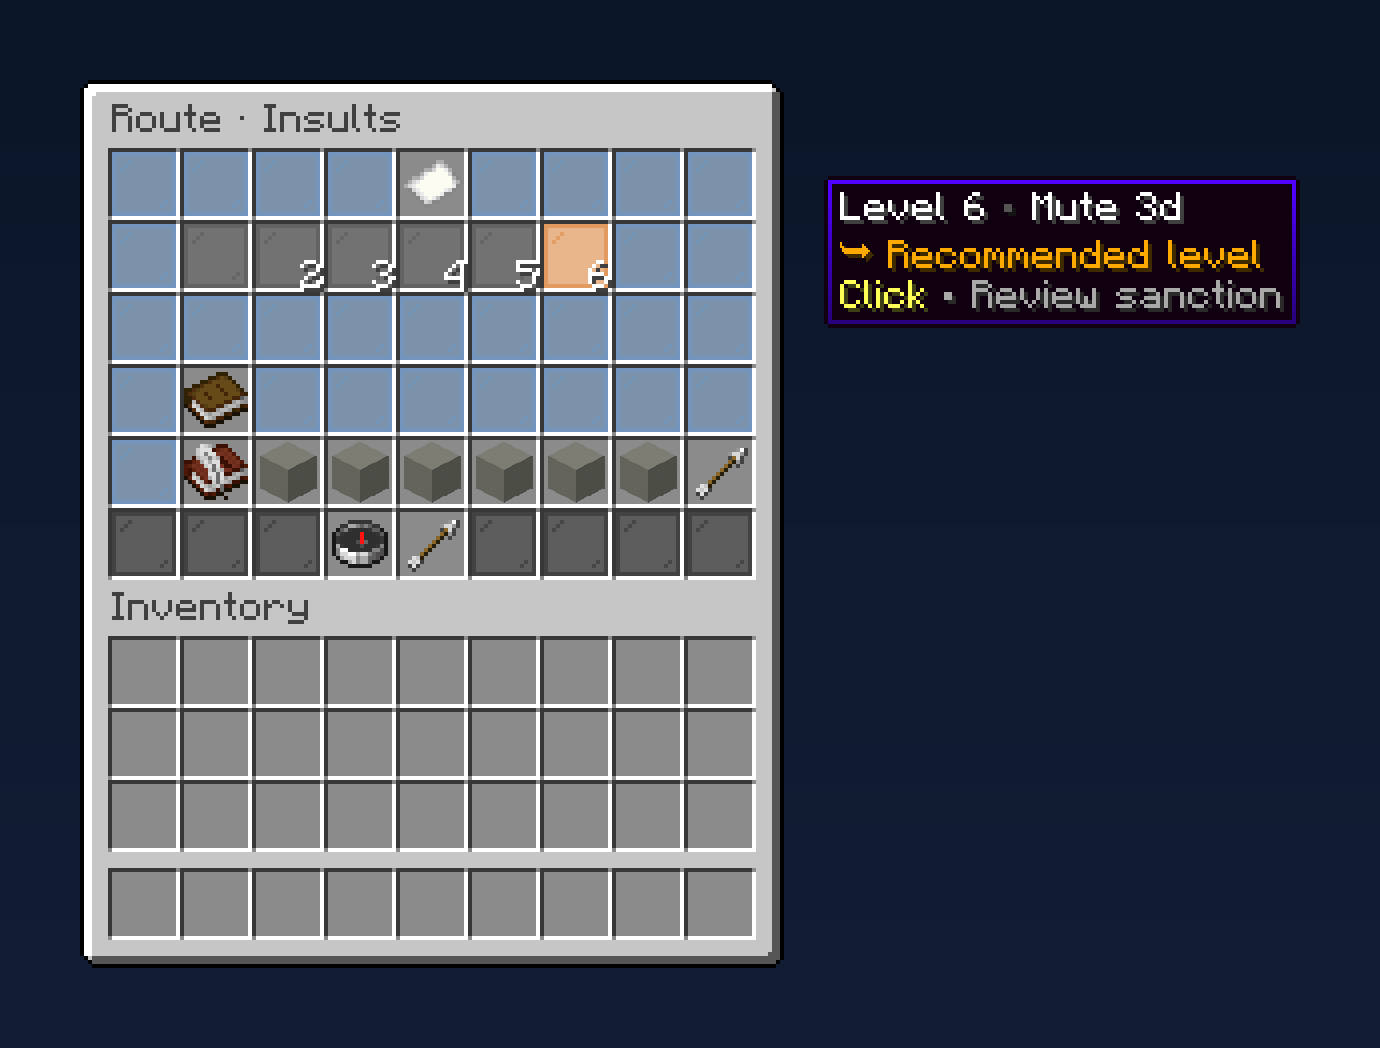 Route · Insults
2 3 4 5 6
Inventory
Level 6 · Mute 3d
↪ Recommended level
Click · Review sanction